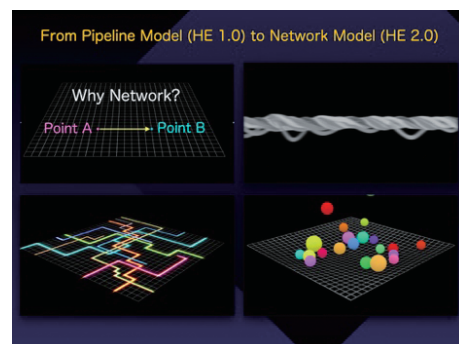 From Pipeline Model (HE 1.0) to Network Model (HE 2.0)
Why Network?
Point A
Point B